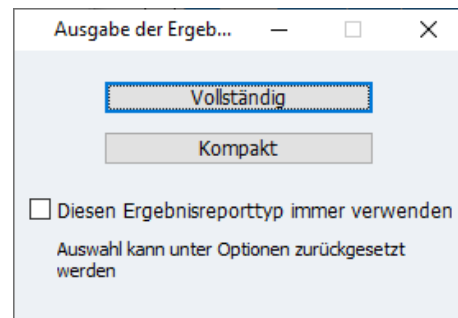 Ausgabe der Ergeb...
Vollständig
Kompakt
Diesen Ergebnisreporttyp immer verwenden
Auswahl kann unter Optionen zurückgesetzt
werden